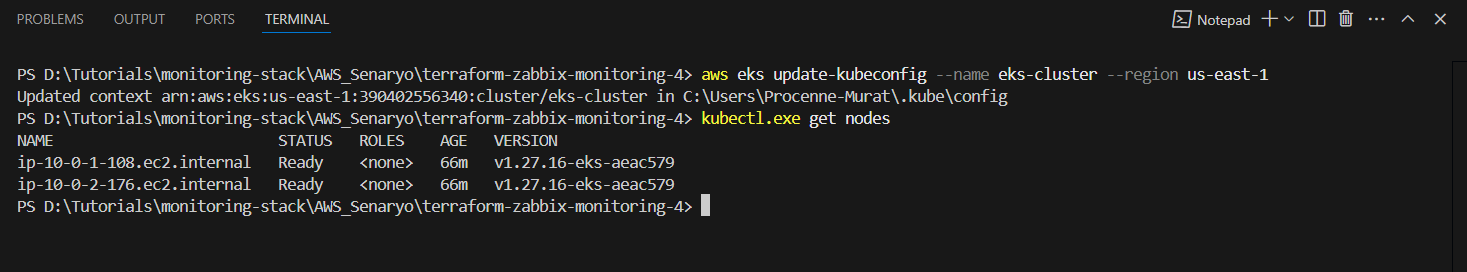 PROBLEMS OUTPUT PORTS TERMINAL Notepad
PS D:\Tutorials\monitoring-stack\AWS_Senaryo\terraform-zabbix-monitoring-4> aws eks update-kubeconfig --name eks-cluster --region us-east-1
Updated context arn:aws:eks:us-east-1:390402556340:cluster/eks-cluster in C:\Users\Procenne-Murat\.kube\config
PS D:\Tutorials\monitoring-stack\AWS_Senaryo\terraform-zabbix-monitoring-4> kubectl.exe get nodes
NAME STATUS ROLES AGE VERSION
ip-10-0-1-108.ec2.internal Ready <none> 66m v1.27.16-eks-aeac579
ip-10-0-2-176.ec2.internal Ready <none> 66m v1.27.16-eks-aeac579
PS D:\Tutorials\monitoring-stack\AWS_Senaryo\terraform-zabbix-monitoring-4>